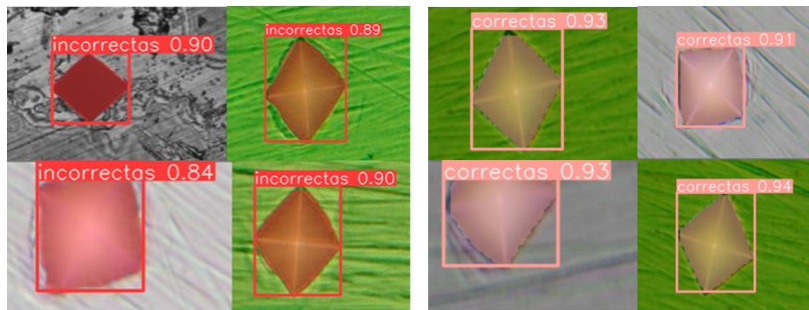 incorrectas 0.90
incorrectas 0.89
incorrectas 0.84
incorrectas 0.90
correctas 0.93
correctas 0.91
correctas 0.93
correctas 0.94